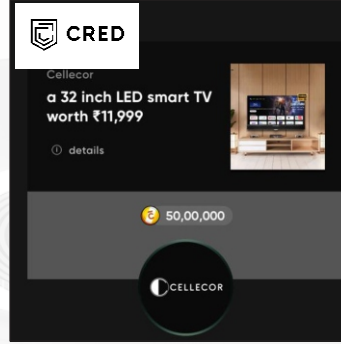 CRED
Cellecor
a 32 inch LED smart TV
worth ₹11,999
details
50,00,000
CELLECOR